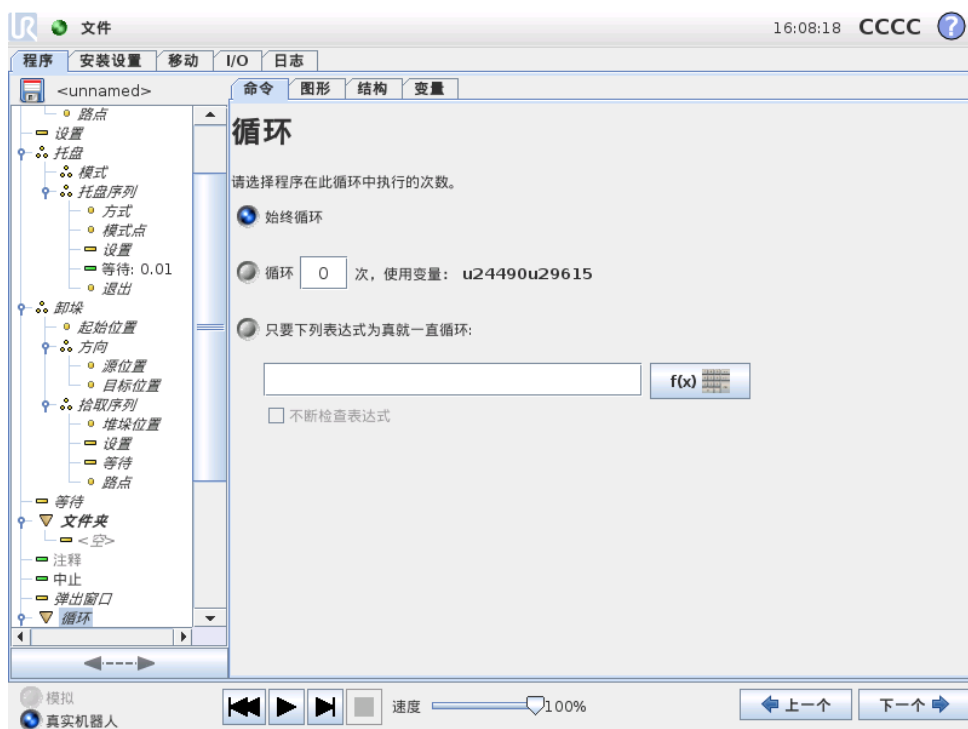 UR 文件 16:08:18 CCCC ?
程序 安装设置 移动 I/O 日志
<unnamed>
命令 图形 结构 变量
路点
设置
托盘
模式
托盘序列
方式
模式点
设置
等待: 0.01
退出
卸垛
起始位置
方向
源位置
目标位置
拾取序列
堆垛位置
设置
等待
路点
等待
文件夹
<空>
注释
中止
弹出窗口
循环
循环
请选择程序在此循环中执行的次数。
始终循环
循环 0 次，使用变量： u24490u29615
只要下列表达式为真就一直循环:
f(x)
不断检查表达式
模拟
真实机器人
速度 100%
上一个 下一个